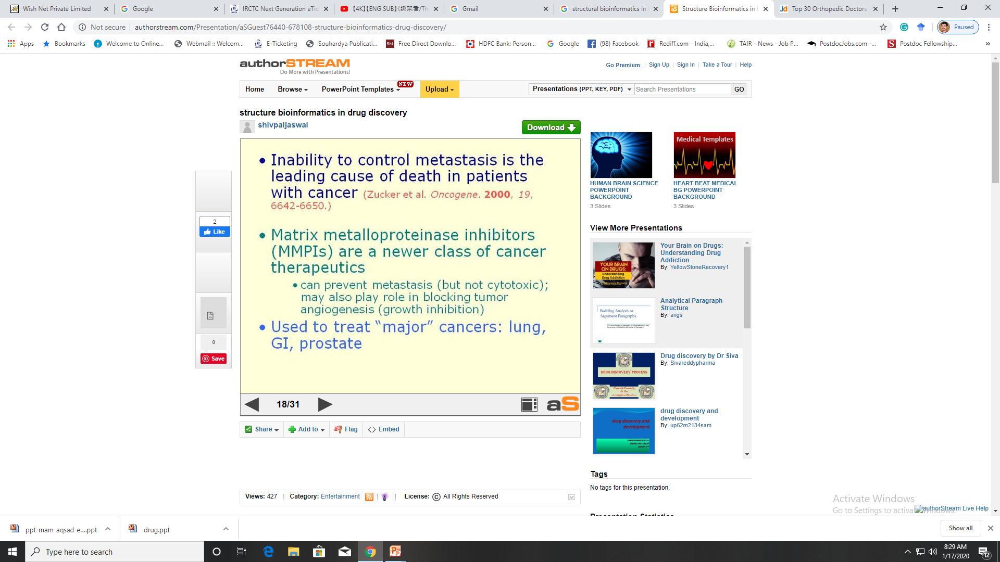 Wish Net Private Limited
Google
IRCTC Next Generation eTic
【4K】【ENG SUB】《绑架者/Th
Gmail
structural bioinformatics in
Structure Bioinformatics in
Top 30 Orthopedic Doctors
Not secure
authorstream.com/Presentation/aSGuest76440-678108-structure-bioinformatics-drug-discovery/
Paused
Apps
Bookmarks
Welcome to Online...
Webmail :: Welcom...
E-Ticketing
Souhardya Publicati...
Free Direct Downlo...
HDFC Bank: Person...
Google
(98) Facebook
Rediff.com - India,...
TAIR - News - Job P...
PostdocJobs.com -...
Postdoc Fellowship...
»
authorSTREAM
Do More with Presentations!
Go Premium | Sign Up | Sign In | Take a Tour | Help
Home Browse PowerPoint Templates NEW Upload
Presentations (PPT, KEY, PDF) Search Presentations GO
structure bioinformatics in drug discovery
shivpaljaswal
Download
• Inability to control metastasis is the
leading cause of death in patients
with cancer (Zucker et al. Oncogene. 2000, 19,
6642-6650.)
• Matrix metalloproteinase inhibitors
(MMPIs) are a newer class of cancer
therapeutics
• can prevent metastasis (but not cytotoxic);
may also play role in blocking tumor
angiogenesis (growth inhibition)
• Used to treat “major” cancers: lung,
GI, prostate
18/31
aS
2
Like
0
Save
Share Add to Flag Embed
Views: 427 Category: Entertainment License: © All Rights Reserved
Medical Templates
HUMAN BRAIN SCIENCE
POWERPOINT
BACKGROUND
3 Slides
HEART BEAT MEDICAL
BG POWERPOINT
BACKGROUND
3 Slides
View More Presentations
YOUR BRAIN
ON DRUGS:
Understanding
Drug Addiction
Your Brain on Drugs:
Understanding Drug
Addiction
By: YellowStoneRecovery1
Building Analysis or
Argument Paragraphs
Analytical Paragraph
Structure
By: avgs
DRUG DISCOVERY PROCESS
Drug discovery by Dr Siva
By: Sivareddypharma
drug discovery and
development
drug discovery and
development
By: up62m2134sam
Tags
No tags for this presentation.
Presentation Statistics
Activate Windows
Go to Settings to activate Windows.
authorStream Live Help
ppt-mam-aqsad-e....ppt
drug.ppt
Show all
Type here to search
8:29 AM
1/17/2020
12